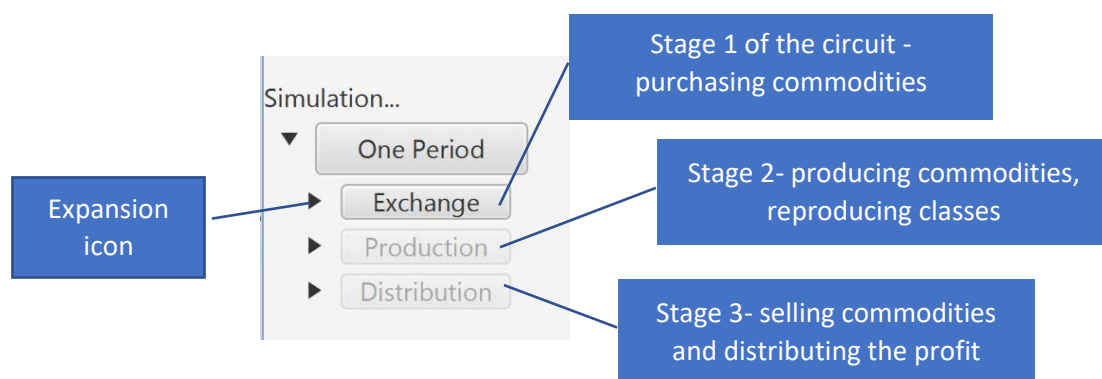 Stage 1 of the circuit -
purchasing commodities
Simulation...
One Period
Stage 2- producing commodities,
reproducing classes
Expansion
icon
Exchange
Production
Distribution
Stage 3- selling commodities
and distributing the profit